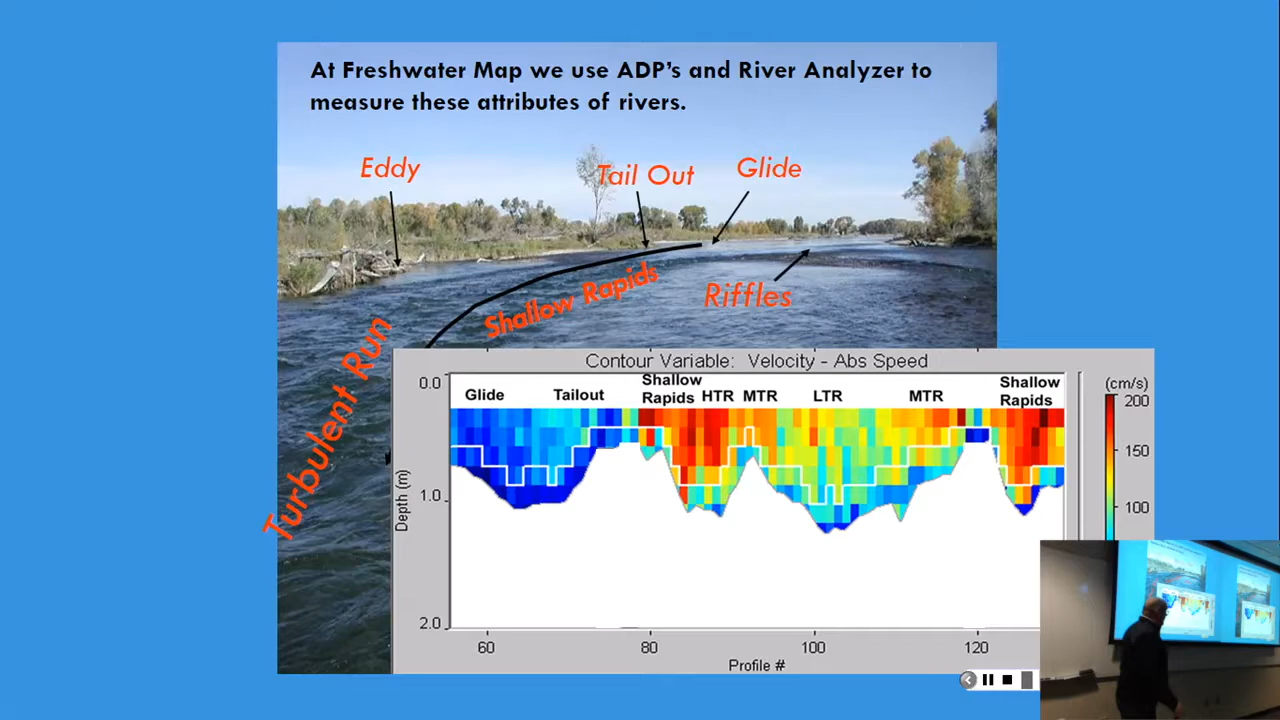 At Freshwater Map we use ADP's and River Analyzer to
measure these attributes of rivers.
Eddy
Tail Out
Glide
Shallow Rapids
Riffles
Turbulent Run
Contour Variable: Velocity - Abs Speed
Glide
Tailout
Shallow
Rapids
HTR
MTR
LTR
MTR
Shallow
Rapids
(cm/s)
200
150
100
0.0
1.0
2.0
Depth (m)
60
80
100
120
Profile #